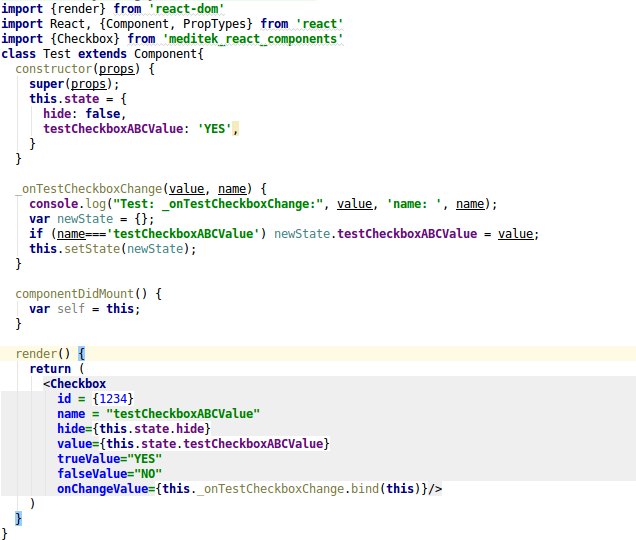 import {render} from 'react-dom'
import React, {Component, PropTypes} from 'react'
import {Checkbox} from 'meditek_react_components'
class Test extends Component{
  constructor(props) {
    super(props);
    this.state = {
      hide: false,
      testCheckboxABCValue: 'YES',
    }
  }

  _onTestCheckboxChange(value, name) {
    console.log("Test: _onTestCheckboxChange:", value, 'name: ', name);
    var newState = {};
    if (name==='testCheckboxABCValue') newState.testCheckboxABCValue = value;
    this.setState(newState);
  }

  componentDidMount() {
    var self = this;
  }

  render() {
    return (
      <Checkbox
        id = {1234}
        name = "testCheckboxABCValue"
        hide={this.state.hide}
        value={this.state.testCheckboxABCValue}
        trueValue="YES"
        falseValue="NO"
        onChangeValue={this._onTestCheckboxChange.bind(this)}/>
    )
  }
}